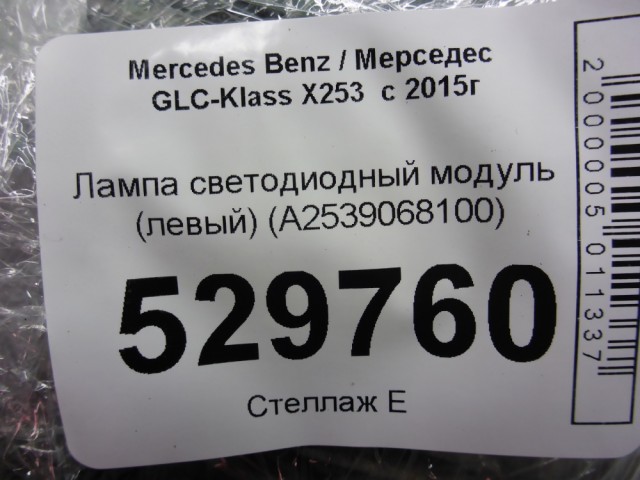 Mercedes Benz / Мерседес
GLC-Klass X253 с 2015г
Лампа светодиодный модуль
(левый) (A2539068100)
529760
Стеллаж Е
2000005011337